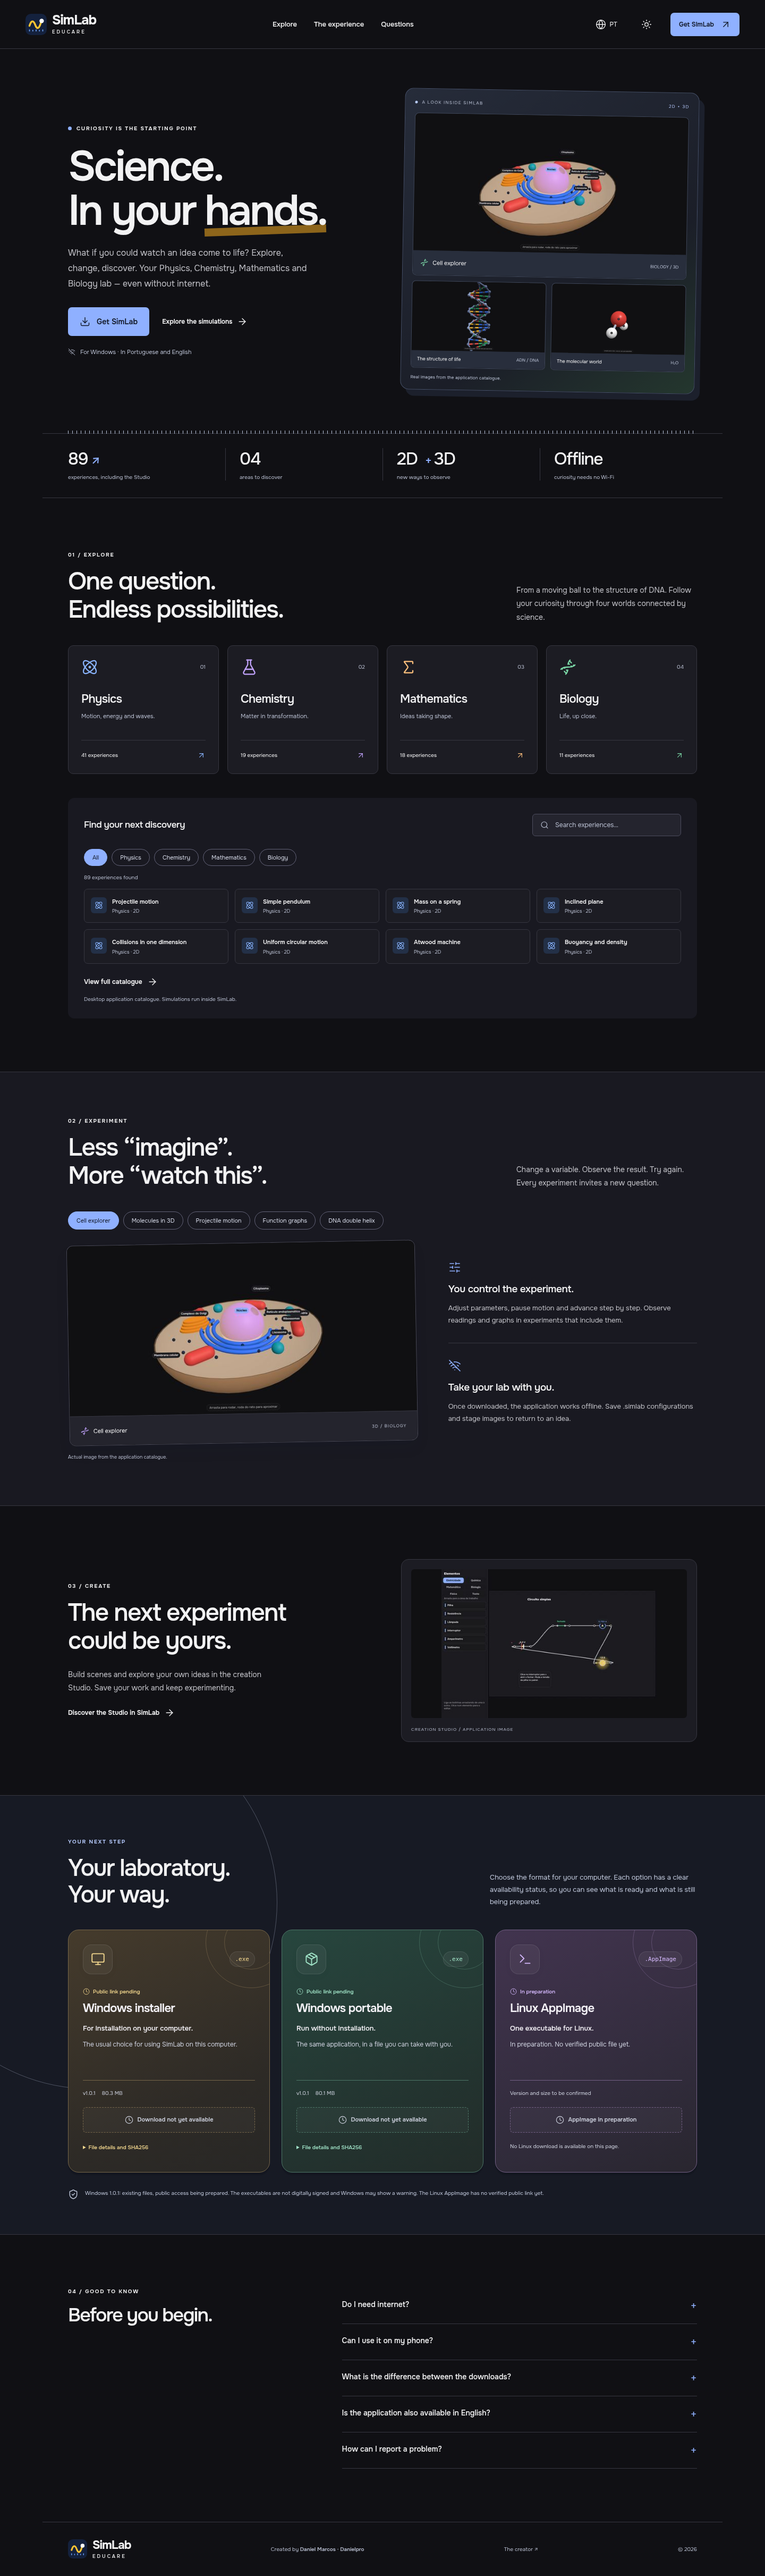 SimLab
EDUCARE
Explore
The experience
Questions
PT
Get SimLab
CURIOSITY IS THE STARTING POINT
Science.
In your hands.
What if you could watch an idea come to life? Explore,
change, discover. Your Physics, Chemistry, Mathematics and
Biology lab — even without internet.
Get SimLab
Explore the simulations
For Windows · In Portuguese and English
A LOOK INSIDE SIMLAB
2D + 3D
Cell explorer
BIOLOGY / 3D
The structure of life
ADN / DNA
The molecular world
H₂O
Real images from the application catalogue.
89
experiences, including the Studio
04
areas to discover
2D + 3D
new ways to observe
Offline
curiosity needs no Wi-Fi
01 / EXPLORE
One question.
Endless possibilities.
From a moving ball to the structure of DNA. Follow
your curiosity through four worlds connected by
science.
01
Physics
Motion, energy and waves.
41 experiences
02
Chemistry
Matter in transformation.
19 experiences
03
Mathematics
Ideas taking shape.
18 experiences
04
Biology
Life, up close.
11 experiences
Find your next discovery
Search experiences...
All
Physics
Chemistry
Mathematics
Biology
89 experiences found
Projectile motion
Physics · 2D
Simple pendulum
Physics · 2D
Mass on a spring
Physics · 2D
Inclined plane
Physics · 2D
Collisions in one dimension
Physics · 2D
Uniform circular motion
Physics · 2D
Atwood machine
Physics · 2D
Buoyancy and density
Physics · 2D
View full catalogue
Desktop application catalogue. Simulations run inside SimLab.
02 / EXPERIMENT
Less “imagine”.
More “watch this”.
Change a variable. Observe the result. Try again.
Every experiment invites a new question.
Cell explorer
Molecules in 3D
Projectile motion
Function graphs
DNA double helix
Cell explorer
3D / BIOLOGY
Actual image from the application catalogue.
You control the experiment.
Adjust parameters, pause motion and advance step by step. Observe
readings and graphs in experiments that include them.
Take your lab with you.
Once downloaded, the application works offline. Save .simlab configurations
and stage images to return to an idea.
03 / CREATE
The next experiment
could be yours.
Build scenes and explore your own ideas in the creation
Studio. Save your work and keep experimenting.
Discover the Studio in SimLab
Elementos
Circuito simples
CREATION STUDIO / APPLICATION IMAGE
YOUR NEXT STEP
Your laboratory.
Your way.
Choose the format for your computer. Each option has a clear
availability status, so you can see what is ready and what is still
being prepared.
.exe
Public link pending
Windows installer
For installation on your computer.
The usual choice for using SimLab on this computer.
v1.0.1 80.3 MB
Download not yet available
File details and SHA256
.exe
Public link pending
Windows portable
Run without installation.
The same application, in a file you can take with you.
v1.0.1 80.1 MB
Download not yet available
File details and SHA256
.AppImage
In preparation
Linux AppImage
One executable for Linux.
In preparation. No verified public file yet.
Version and size to be confirmed
AppImage in preparation
No Linux download is available on this page.
Windows 1.0.1: existing files, public access being prepared. The executables are not digitally signed and Windows may show a warning. The Linux AppImage has no verified public link yet.
04 / GOOD TO KNOW
Before you begin.
Do I need internet?
Can I use it on my phone?
What is the difference between the downloads?
Is the application also available in English?
How can I report a problem?
SimLab
EDUCARE
Created by Daniel Marcos · Danielpro
The creator ↗
© 2026